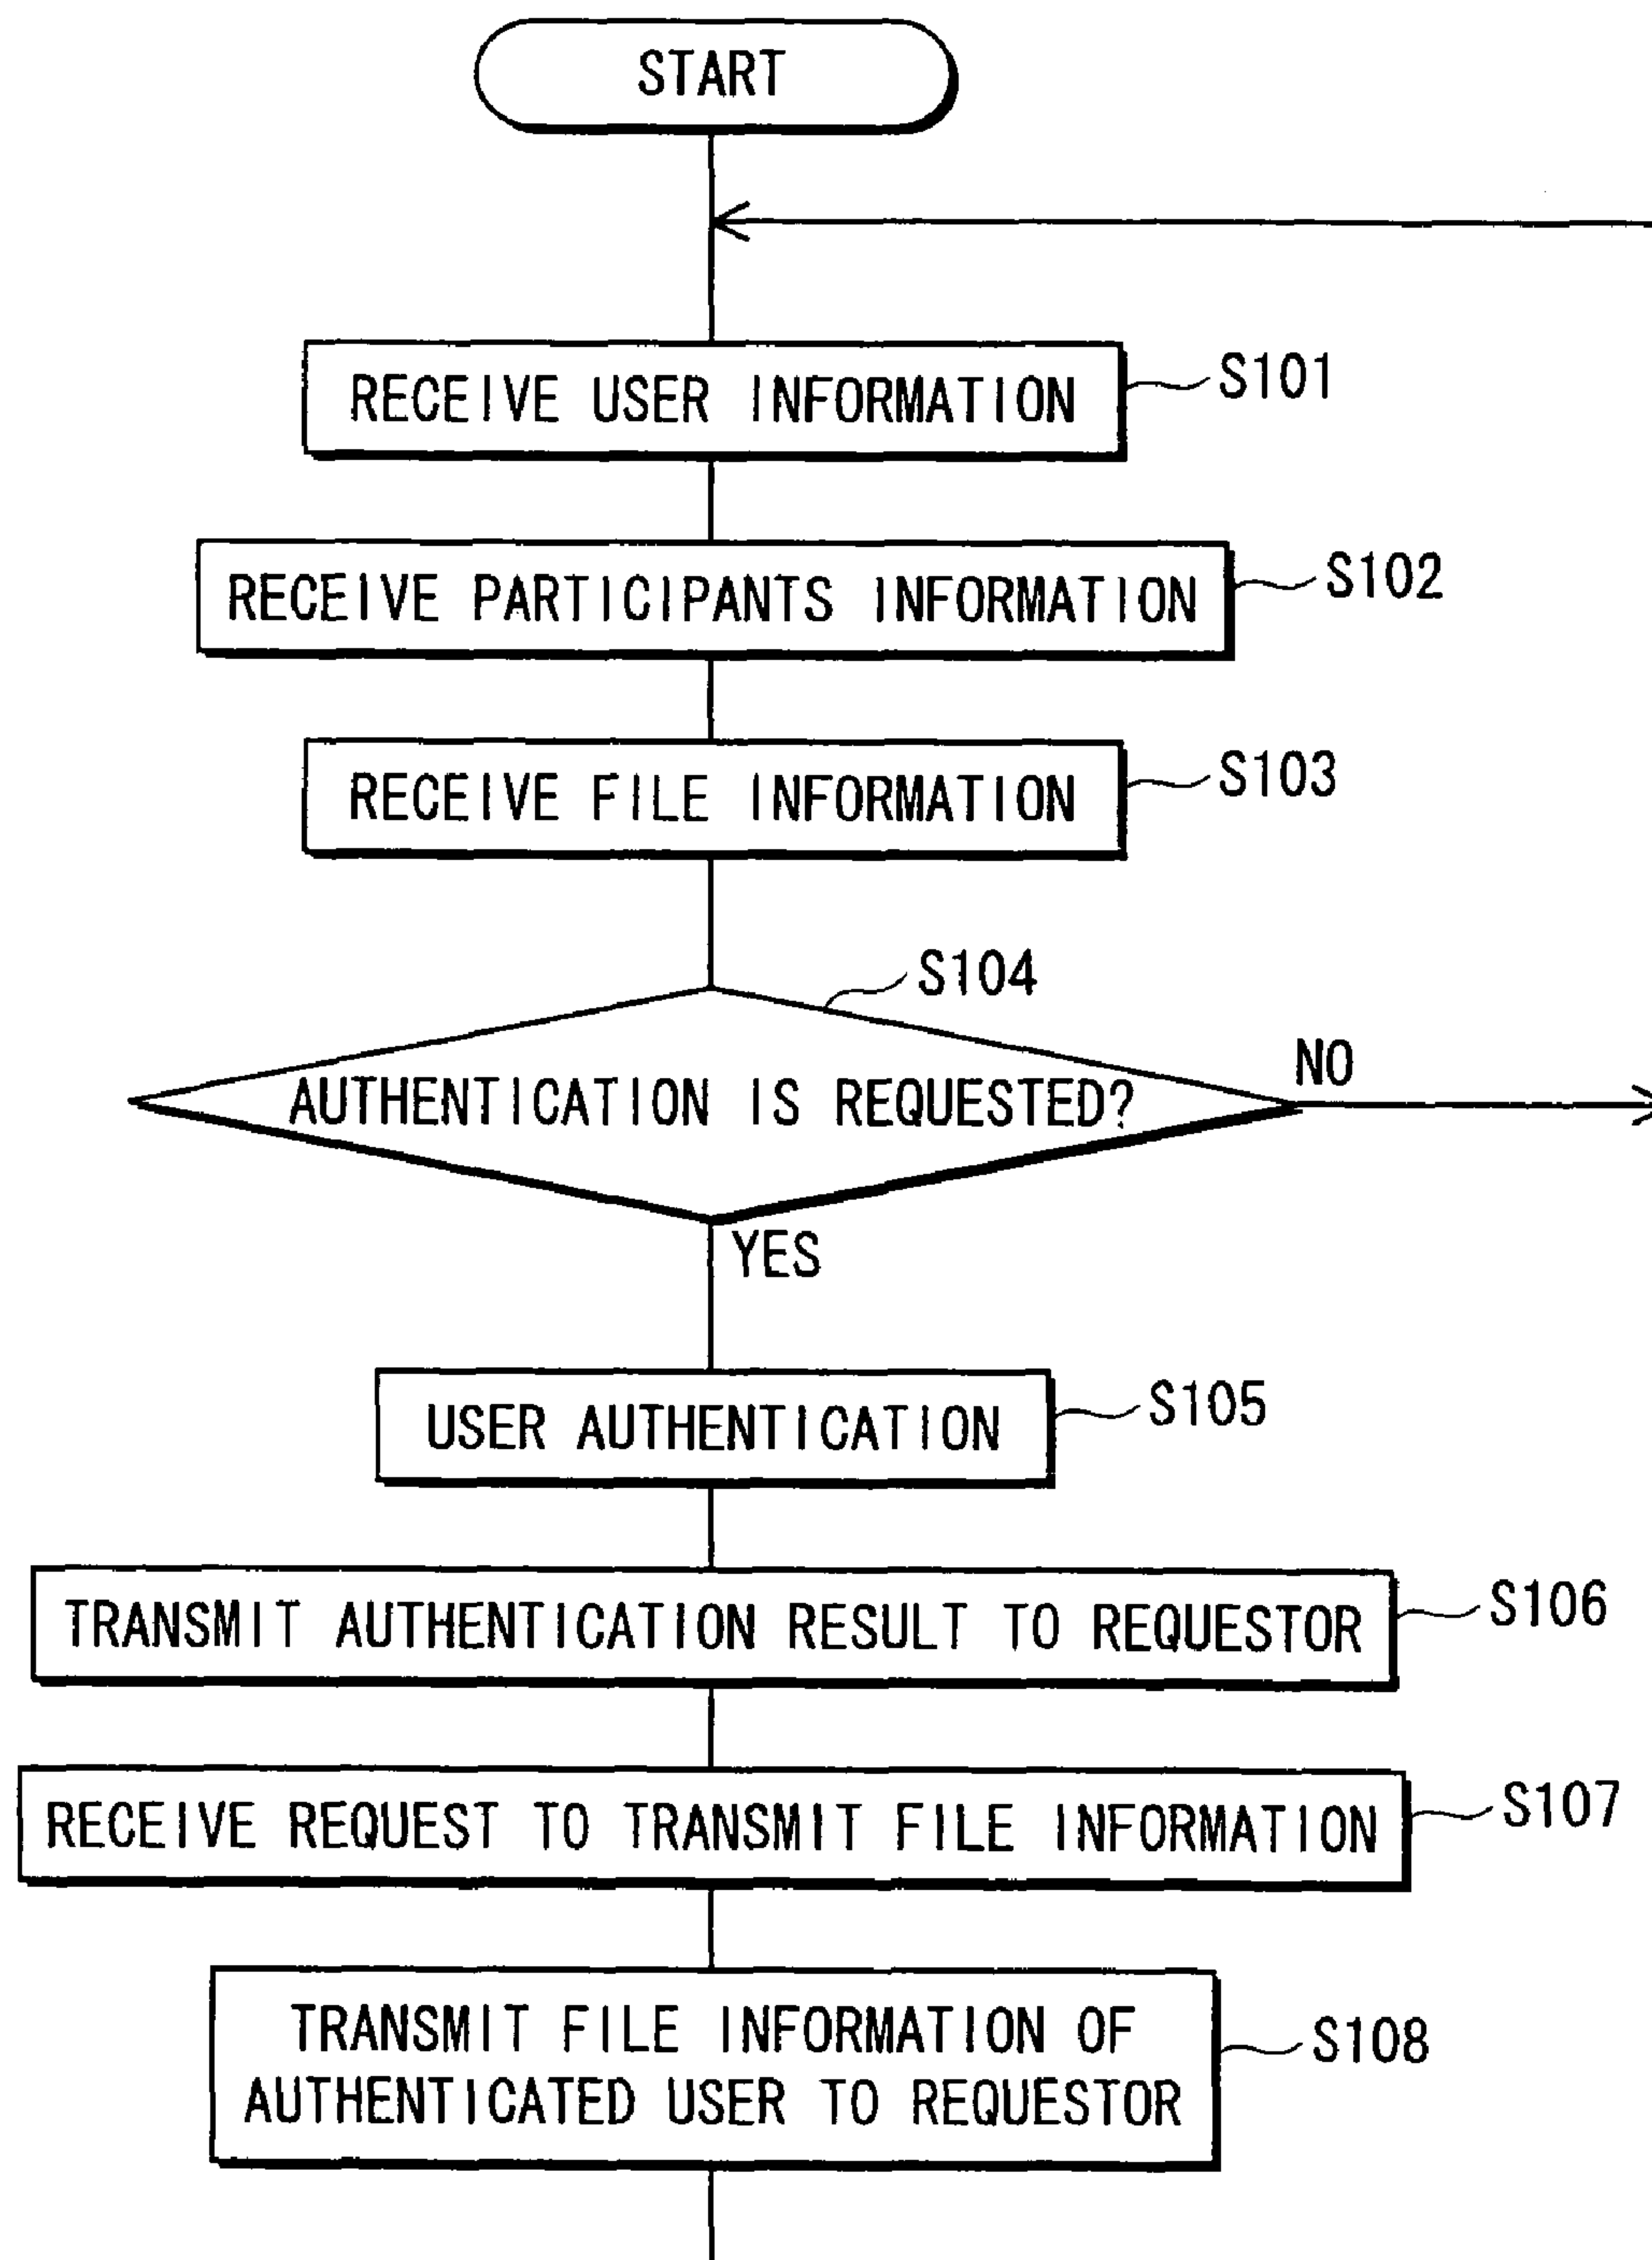 START
RECEIVE USER INFORMATION
S101
RECEIVE PARTICIPANTS INFORMATION
S102
RECEIVE FILE INFORMATION
S103
S104
AUTHENTICATION IS REQUESTED?
NO
YES
USER AUTHENTICATION
S105
TRANSMIT AUTHENTICATION RESULT TO REQUESTOR
S106
RECEIVE REQUEST TO TRANSMIT FILE INFORMATION
S107
TRANSMIT FILE INFORMATION OF
AUTHENTICATED USER TO REQUESTOR
S108